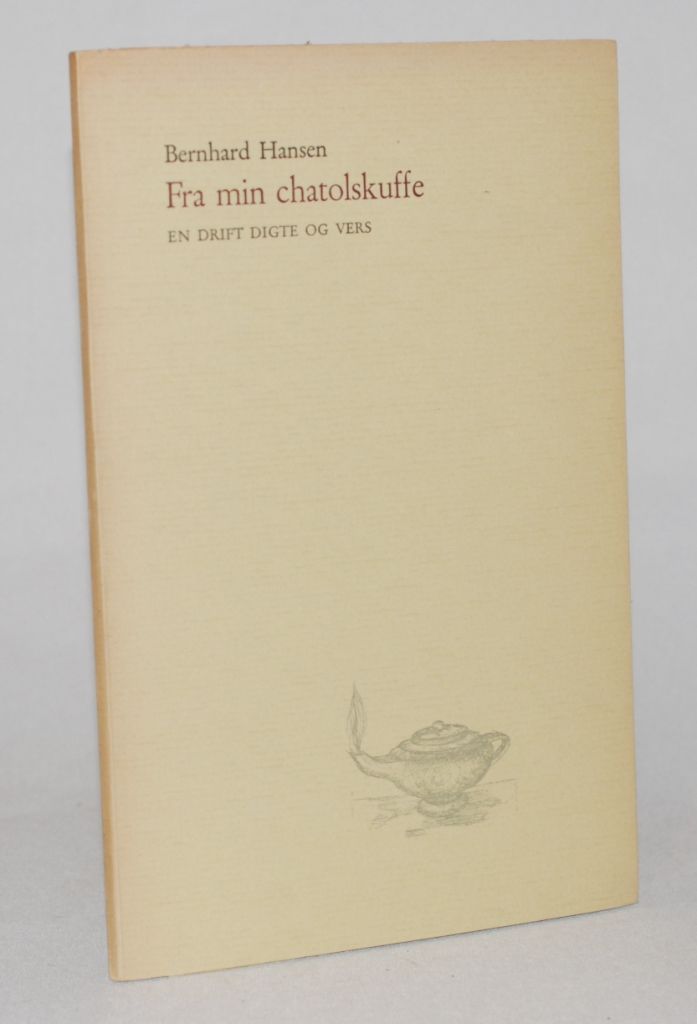 Bernhard Hansen
Fra min chatolskuffe
EN DRIFT DIGTE OG VERS